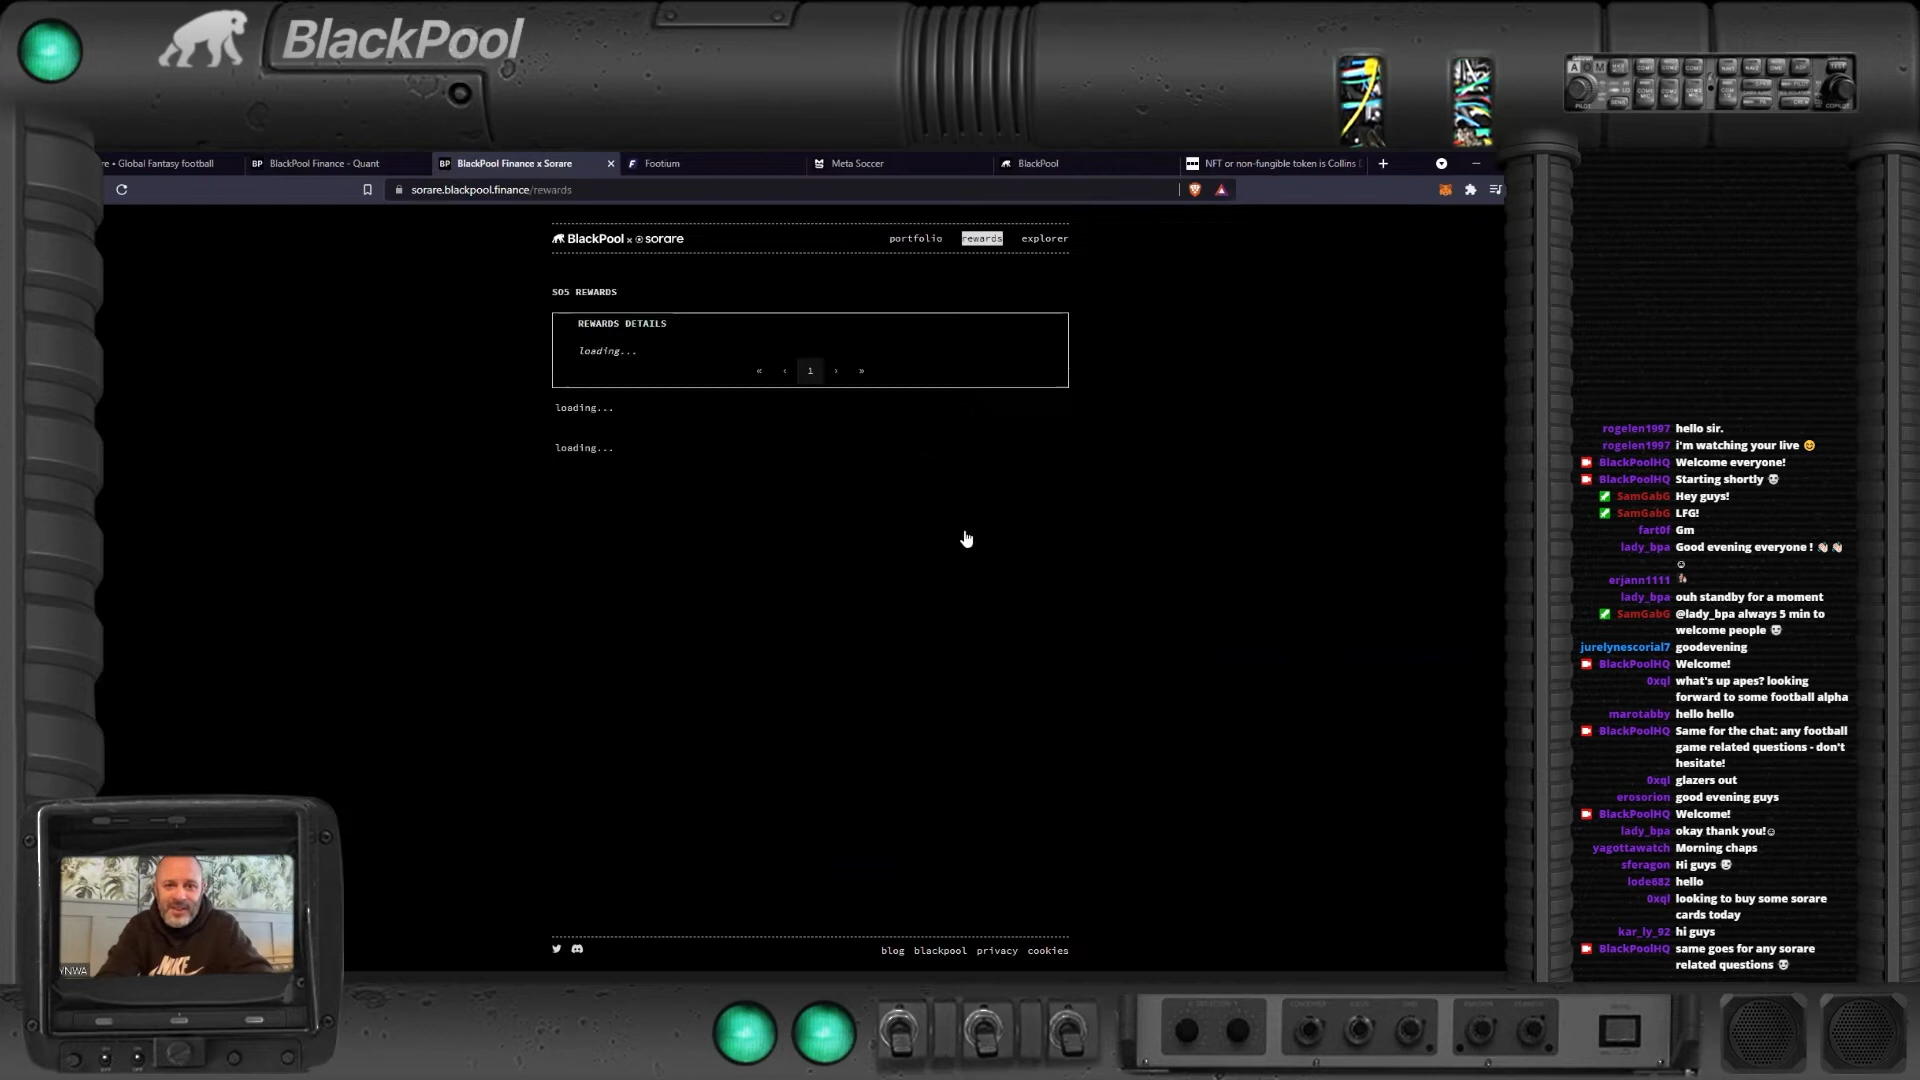 BlackPool
re • Global Fantasy football
BP BlackPool Finance - Quant
BP BlackPool Finance x Sorare
Footium
Meta Soccer
BlackPool
NFT or non-fungible token is Collins
sorare.blackpool.finance/rewards
BlackPool x sorare
portfolio rewards explorer
SO5 REWARDS
REWARDS DETAILS
loading...
« ‹ 1 › »
loading...
loading...
blog blackpool privacy cookies
YNWA
rogelen1997 hello sir.
rogelen1997 i'm watching your live 😊
BlackPoolHQ Welcome everyone!
BlackPoolHQ Starting shortly
SamGabG Hey guys!
SamGabG LFG!
fart0f Gm
lady_bpa Good evening everyone ! 👏🏻👏🏻
☺
erjann1111
lady_bpa ouh standby for a moment
SamGabG @lady_bpa always 5 min to
welcome people
jurelynescorial7 goodevening
BlackPoolHQ Welcome!
0xql what's up apes? looking
forward to some football alpha
marotabby hello hello
BlackPoolHQ Same for the chat: any football
game related questions - don't
hesitate!
0xql glazers out
erosorion good evening guys
BlackPoolHQ Welcome!
lady_bpa okay thank you!☺
yagottawatch Morning chaps
sferagon Hi guys
lode682 hello
0xql looking to buy some sorare
cards today
kar_ly_92 hi guys
BlackPoolHQ same goes for any sorare
related questions